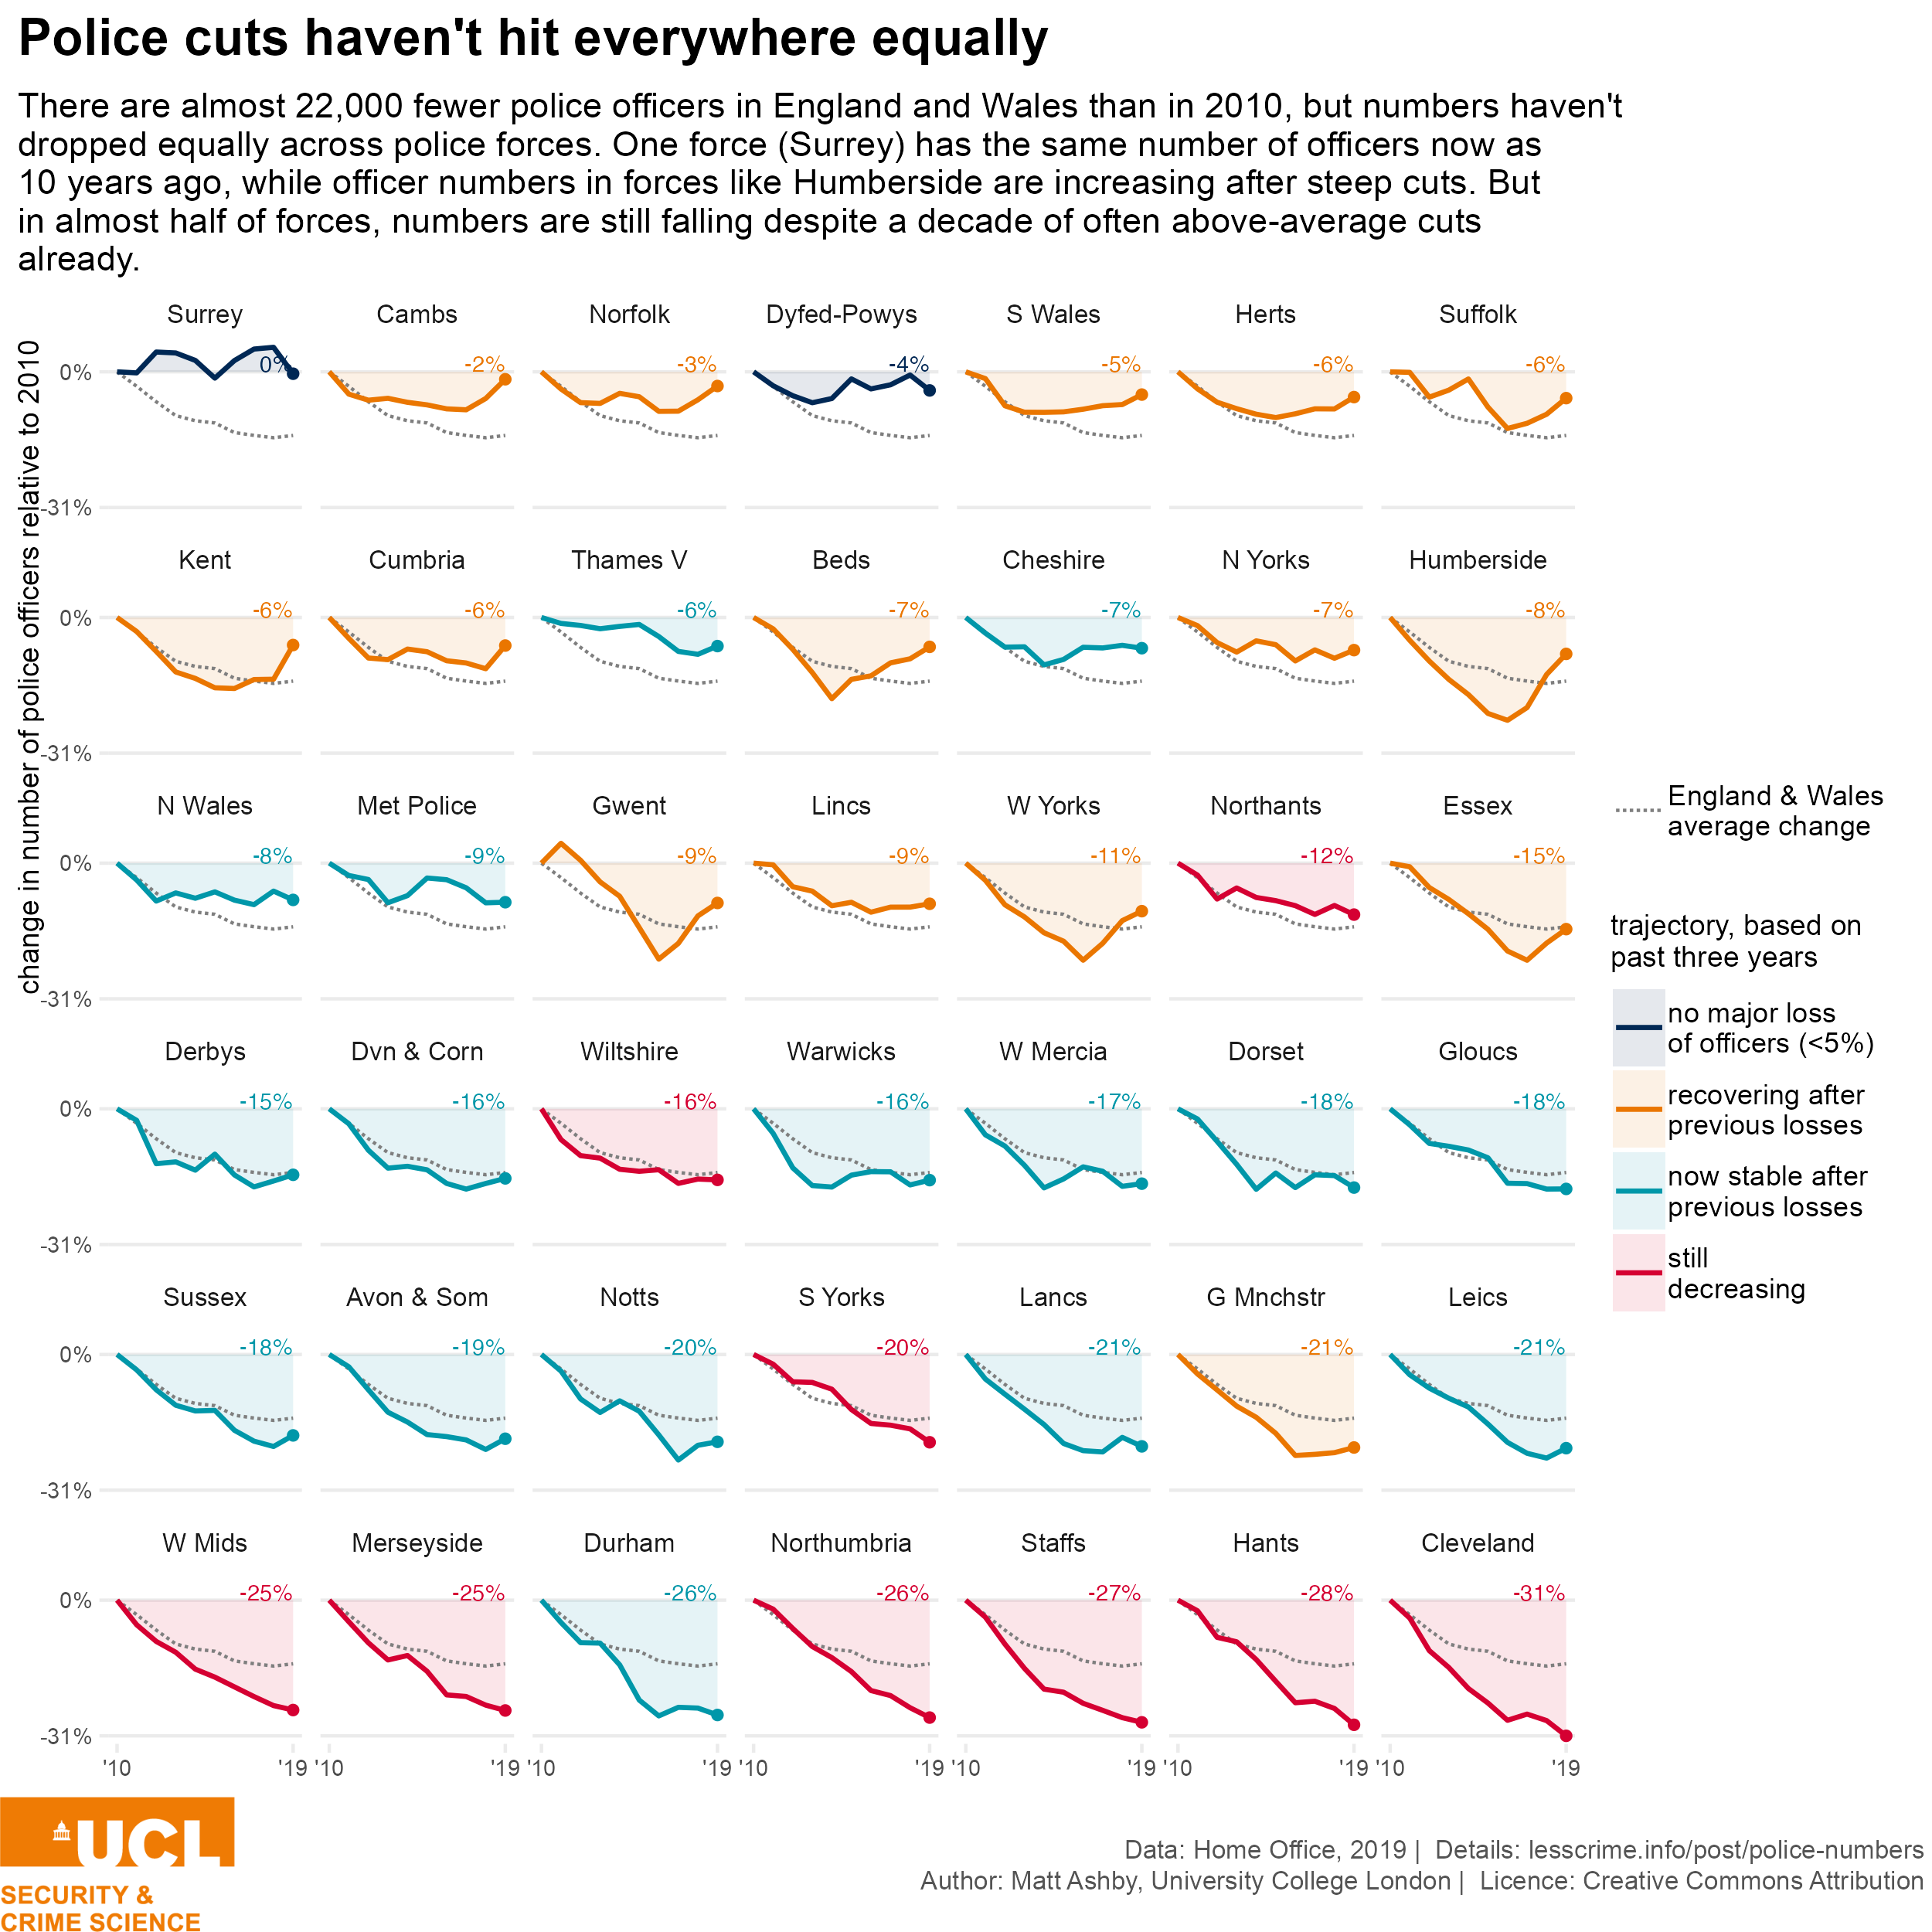 Police cuts haven't hit everywhere equally
There are almost 22,000 fewer police officers in England and Wales than in 2010, but numbers haven't
dropped equally across police forces. One force (Surrey) has the same number of officers now as
10 years ago, while officer numbers in forces like Humberside are increasing after steep cuts. But
in almost half of forces, numbers are still falling despite a decade of often above-average cuts
already.
change in number of police officers relative to 2010
Surrey Cambs Norfolk Dyfed-Powys S Wales Herts Suffolk
0% 0% -2% -3% -4% -5% -6% -6%
-31%
Kent Cumbria Thames V Beds Cheshire N Yorks Humberside
0% -6% -6% -6% -7% -7% -7% -8%
-31%
N Wales Met Police Gwent Lincs W Yorks Northants Essex
0% -8% -9% -9% -9% -11% -12% -15%
-31%
Derbys Dvn & Corn Wiltshire Warwicks W Mercia Dorset Gloucs
0% -15% -16% -16% -16% -17% -18% -18%
-31%
Sussex Avon & Som Notts S Yorks Lancs G Mnchstr Leics
0% -18% -19% -20% -20% -21% -21% -21%
-31%
W Mids Merseyside Durham Northumbria Staffs Hants Cleveland
0% -25% -25% -26% -26% -27% -28% -31%
-31%
'10 '19 '10 '19 '10 '19 '10 '19 '10 '19 '10 '19 '10 '19
England & Wales
average change
trajectory, based on
past three years
no major loss
of officers (<5%)
recovering after
previous losses
now stable after
previous losses
still
decreasing
UCL
SECURITY &
CRIME SCIENCE
Data: Home Office, 2019 | Details: lesscrime.info/post/police-numbers
Author: Matt Ashby, University College London | Licence: Creative Commons Attribution